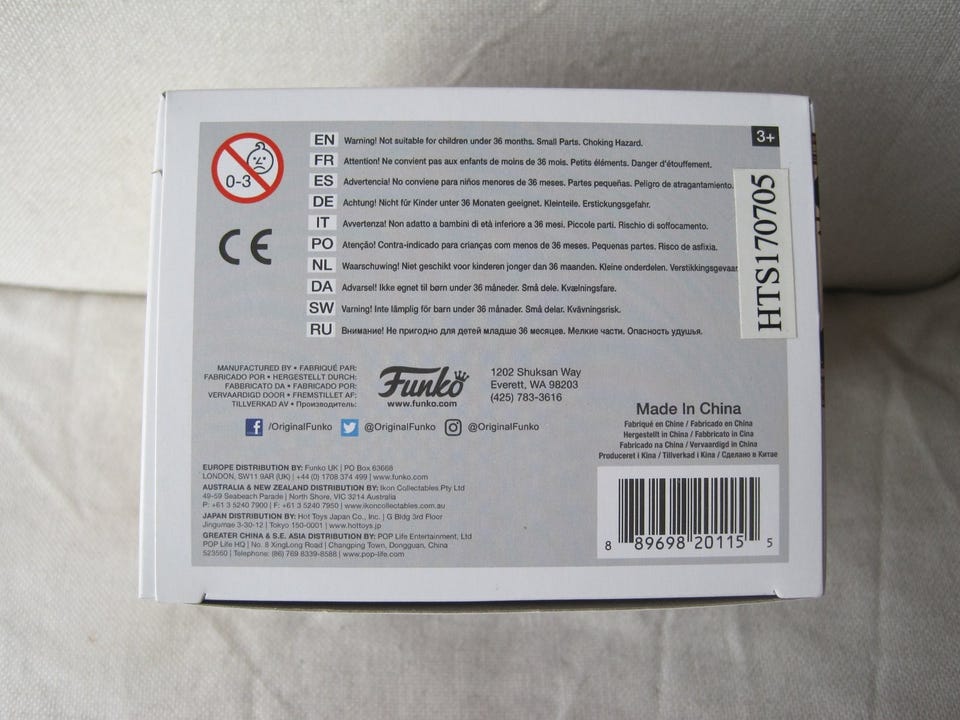 0-3
CE
EN Warning! Not suitable for children under 36 months. Small Parts. Choking Hazard.
FR Attention! Ne convient pas aux enfants de moins de 36 mois. Petits éléments. Danger d'étouffement.
ES Advertencia! No conviene para niños menores de 36 meses. Partes pequeñas. Peligro de atragantamiento.
DE Achtung! Nicht für Kinder unter 36 Monaten geeignet. Kleinteile. Erstickungsgefahr.
IT Avvertenza! Non adatto a bambini di età inferiore a 36 mesi. Piccole parti. Rischio di soffocamento.
PO Atenção! Contra-indicado para crianças com menos de 36 meses. Pequenas partes. Risco de asfixia.
NL Waarschuwing! Niet geschikt voor kinderen jonger dan 36 maanden. Kleine onderdelen. Verstikkingsgevaar
DA Advarsel! Ikke egnet til børn under 36 måneder. Små dele. Kvælningsfare.
SW Varning! Inte lämplig för barn under 36 månader. Små delar. Kvävningsrisk.
RU Внимание! Не пригодно для детей младше 36 месяцев. Мелкие части. Опасность удушья.
3+
HTS170705
MANUFACTURED BY • FABRIQUÉ PAR:
FABRICADO POR • HERGESTELLT DURCH:
FABBRICATO DA • FABRICADO POR:
VERVAARDIGD DOOR • FREMSTILLET AF:
TILLVERKAD AV • Производитель:
Funko
www.funko.com
1202 Shuksan Way
Everett, WA 98203
(425) 783-3616
/OriginalFunko @OriginalFunko @OriginalFunko
Made In China
Fabriqué en Chine / Fabricado en China
Hergestellt in China / Fabbricato in Cina
Fabricado na China / Vervaardigd in China
Produceret i Kina / Tillverkad i Kina / Сделано в Китае
EUROPE DISTRIBUTION BY: Funko UK | PO Box 63668
LONDON, SW11 9AR (UK) | +44 (0) 1708 374 499 | www.funko.com
AUSTRALIA & NEW ZEALAND DISTRIBUTION BY: Ikon Collectables Pty Ltd
49-59 Seabeach Parade | North Shore, VIC 3214 Australia
P: +61 3 5240 7900 | F: +61 3 5240 7950 | www.ikoncollectables.com.au
JAPAN DISTRIBUTION BY: Hot Toys Japan Co., Inc. | G Bldg 3rd Floor
Jingumae 3-30-12 | Tokyo 150-0001 | www.hottoys.jp
GREATER CHINA & S.E. ASIA DISTRIBUTION BY: POP Life Entertainment, Ltd
POP Life HQ | No. 8 XingLong Road | Changping Town, Dongguan, China
523560 | Telephone: (86) 769 8339-8588 | www.pop-life.com
8 89698 20115 5